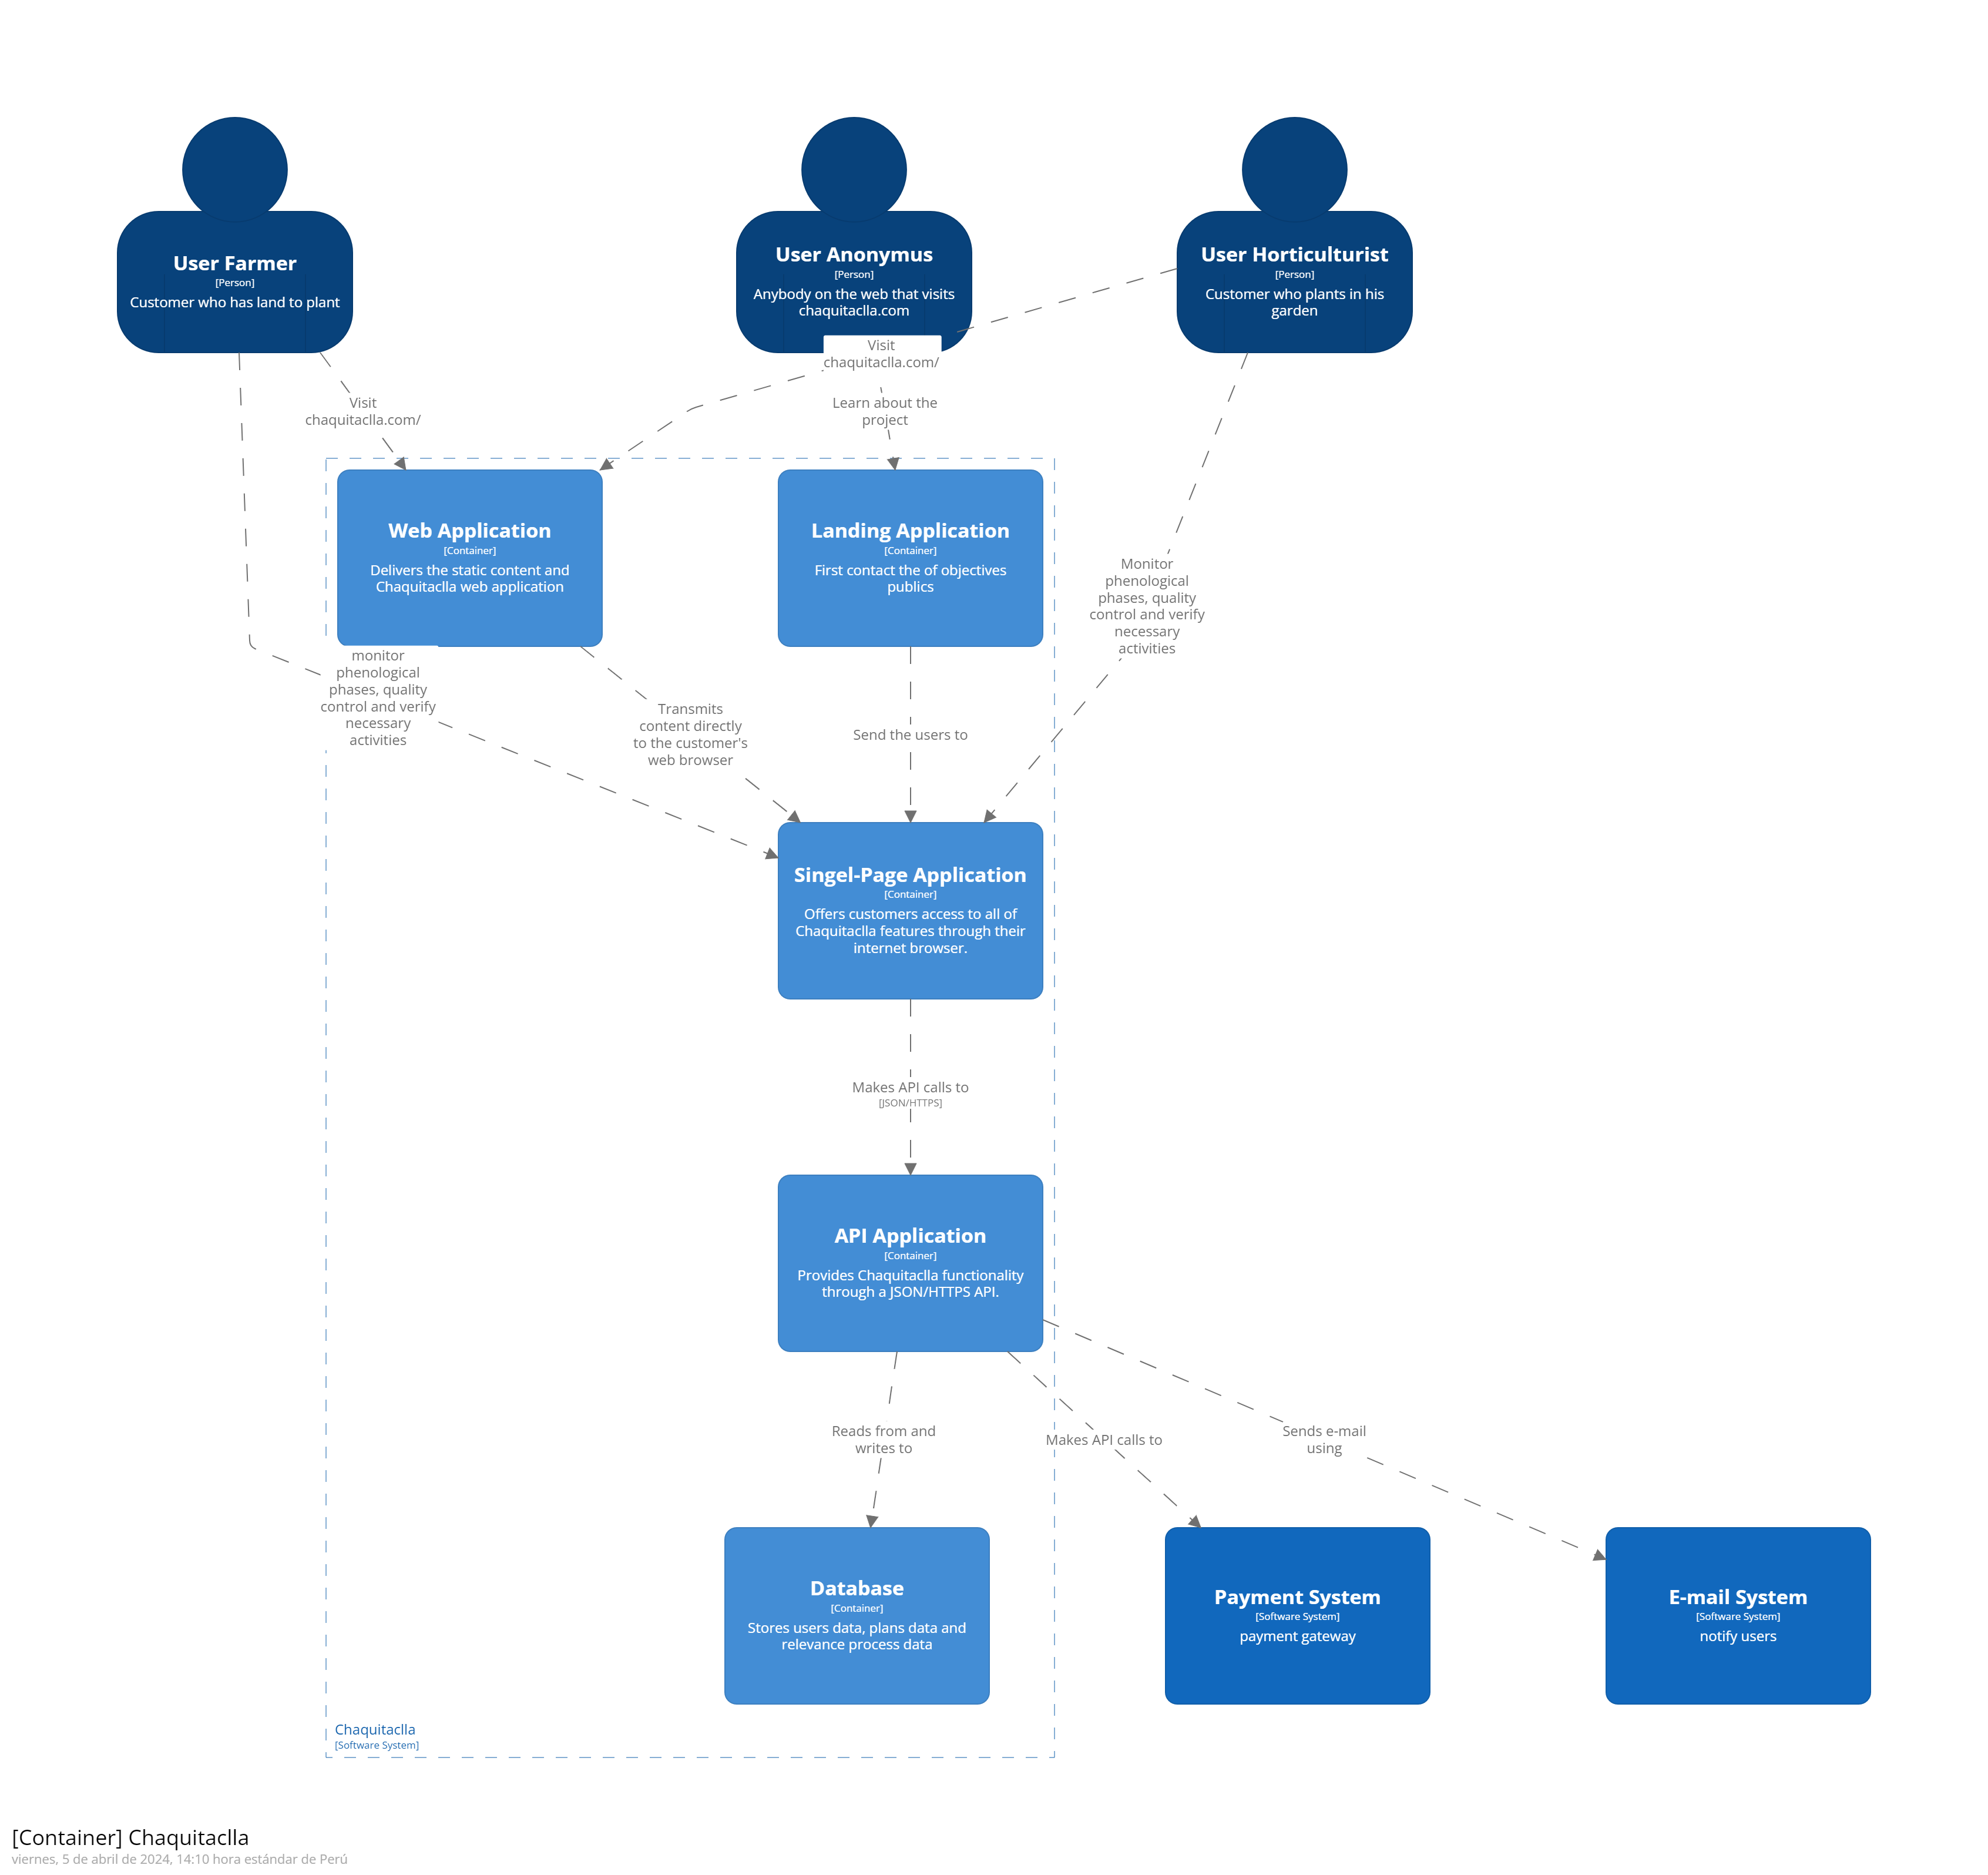 User Farmer
[Person]
Customer who has land to plant
User Anonymus
[Person]
Anybody on the web that visits
chaquitaclla.com
User Horticulturist
[Person]
Customer who plants in his
garden
Visit
chaquitaclla.com/
Visit
chaquitaclla.com/
Learn about the
project
Web Application
[Container]
Delivers the static content and
Chaquitaclla web application
Landing Application
[Container]
First contact the of objectives
publics
Monitor
phenological
phases, quality
control and verify
necessary
activities
monitor
phenological
phases, quality
control and verify
necessary
activities
Transmits
content directly
to the customer's
web browser
Send the users to
Singel-Page Application
[Container]
Offers customers access to all of
Chaquitaclla features through their
internet browser.
Makes API calls to
[JSON/HTTPS]
API Application
[Container]
Provides Chaquitaclla functionality
through a JSON/HTTPS API.
Reads from and
writes to
Makes API calls to
Sends e-mail
using
Database
[Container]
Stores users data, plans data and
relevance process data
Payment System
[Software System]
payment gateway
E-mail System
[Software System]
notify users
Chaquitaclla
[Software System]
[Container] Chaquitaclla
viernes, 5 de abril de 2024, 14:10 hora estándar de Perú